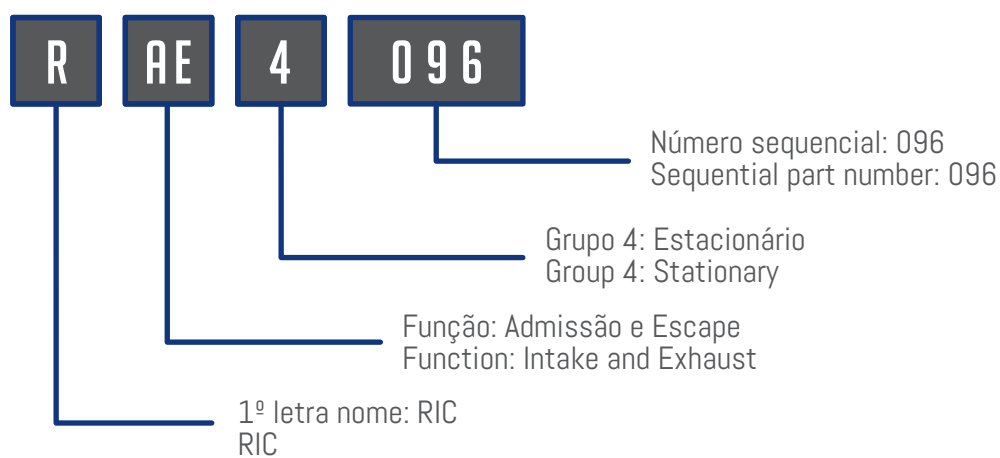 R AE 4 096
Número sequencial: 096
Sequential part number: 096
Grupo 4: Estacionário
Group 4: Stationary
Função: Admissão e Escape
Function: Intake and Exhaust
1º letra nome: RIC
RIC